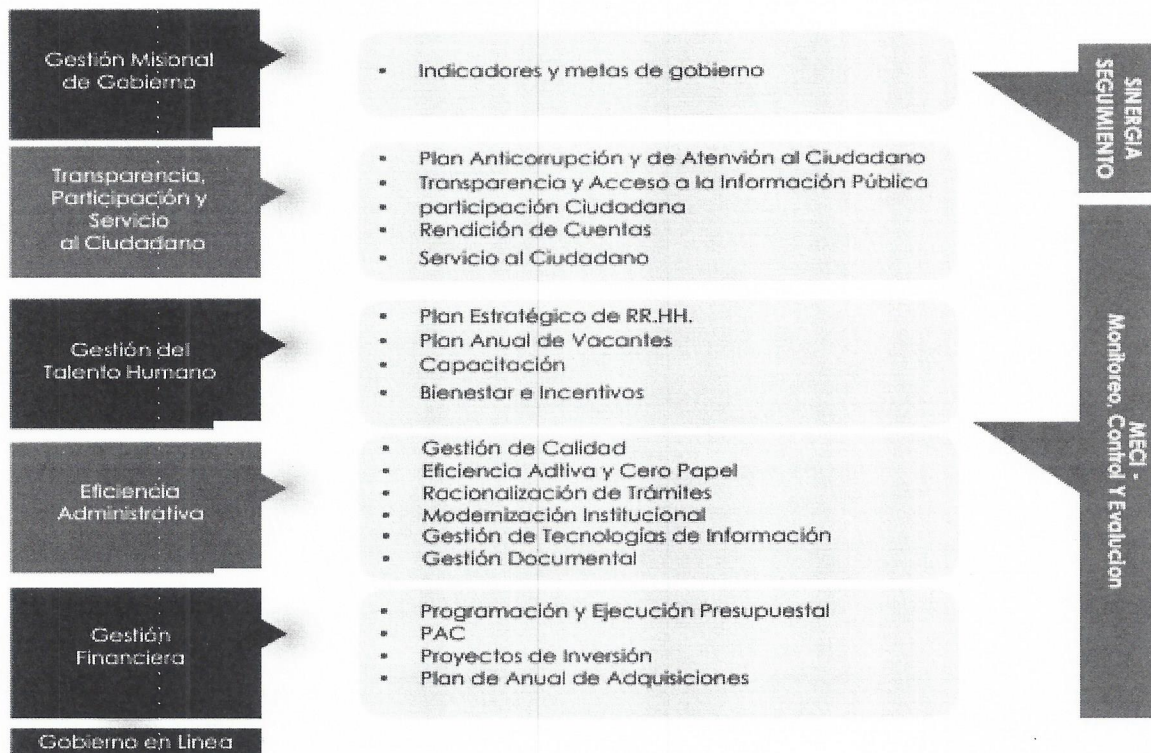 Gestión Misional
de Gobierno
• Indicadores y metas de gobierno
SINERGIA
SEGUIMIENTO
Transparencia,
Participación y
Servicio
al Ciudadano
• Plan Anticorrupción y de Atenvión al Ciudadano
• Transparencia y Acceso a la Información Pública
• participación Ciudadana
• Rendición de Cuentas
• Servicio al Ciudadano
Gestión del
Talento Humano
• Plan Estratégico de RR.HH.
• Plan Anual de Vacantes
• Capacitación
• Bienestar e Incentivos
MECI -
Monitoreo, Control Y Evalucion
Eficiencia
Administrativa
• Gestión de Calidad
• Eficiencia Adtiva y Cero Papel
• Racionalización de Trámites
• Modernización Institucional
• Gestión de Tecnologías de Información
• Gestión Documental
Gestión
Financiera
• Programación y Ejecución Presupuestal
• PAC
• Proyectos de Inversión
• Plan de Anual de Adquisiciones
Gobierno en Linea